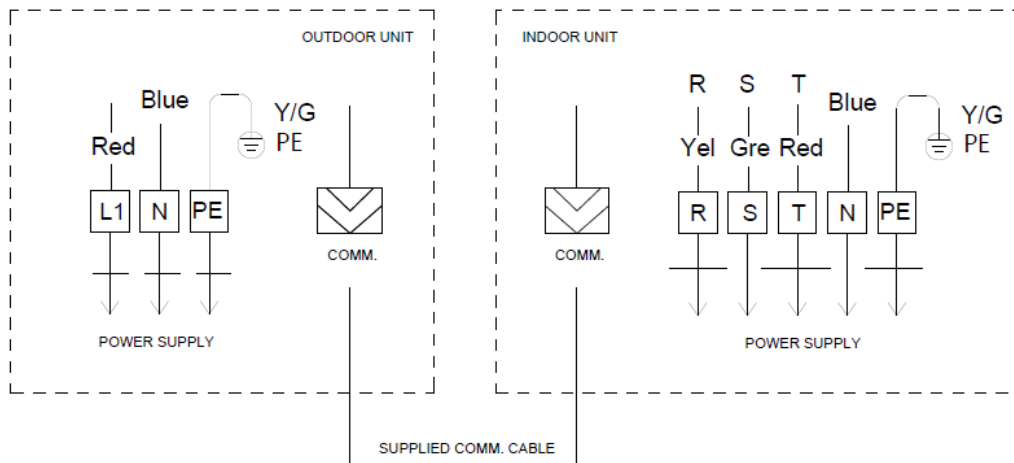 OUTDOOR UNIT
Blue
Y/G
PE
Red
L1 N PE
COMM.
POWER SUPPLY
INDOOR UNIT
R S T
Blue
Y/G
PE
Yel Gre Red
R S T N PE
COMM.
POWER SUPPLY
SUPPLIED COMM. CABLE